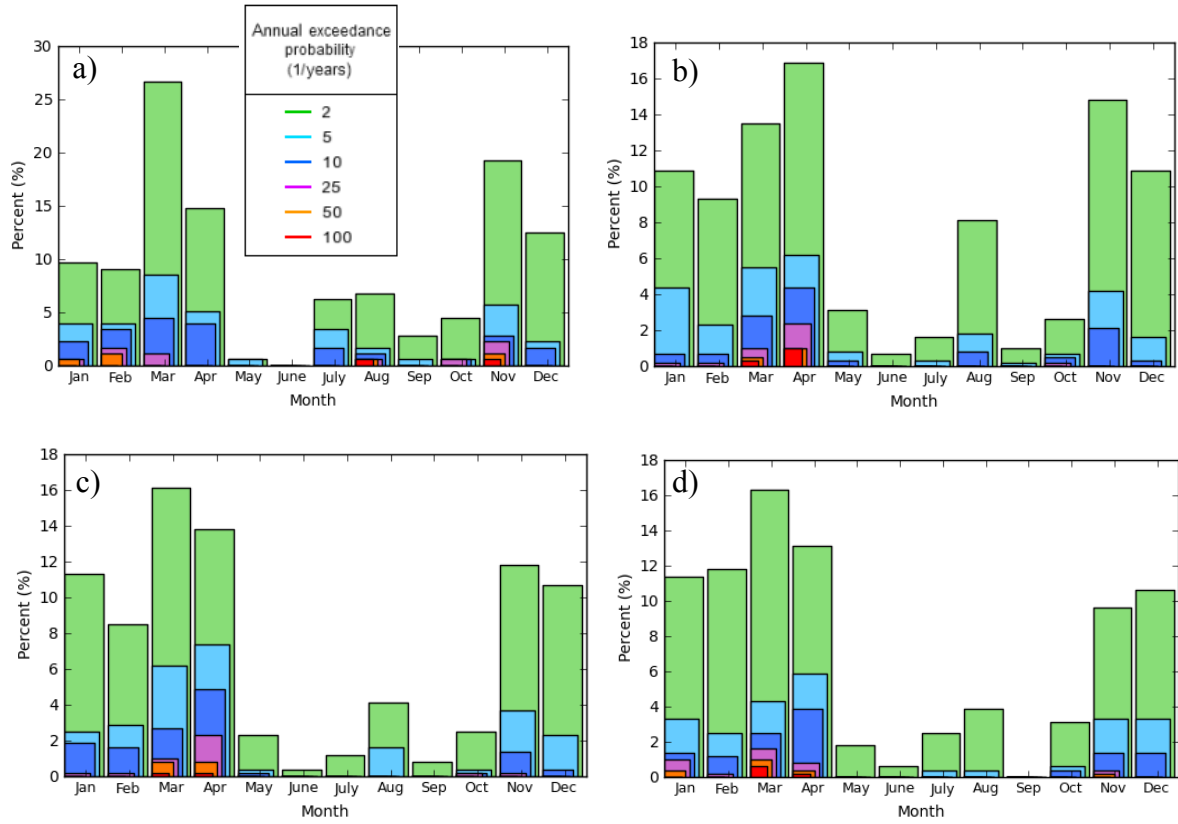 Annual exceedance
probability
(1/years)
2
5
10
25
50
100
a)
30
25
20
15
10
5
0
Percent (%)
Jan Feb Mar Apr May June July Aug Sep Oct Nov Dec
Month
b)
18
16
14
12
10
8
6
4
2
0
Percent (%)
Jan Feb Mar Apr May June July Aug Sep Oct Nov Dec
Month
c)
18
16
14
12
10
8
6
4
2
0
Percent (%)
Jan Feb Mar Apr May June July Aug Sep Oct Nov Dec
Month
d)
18
16
14
12
10
8
6
4
2
0
Percent (%)
Jan Feb Mar Apr May June July Aug Sep Oct Nov Dec
Month